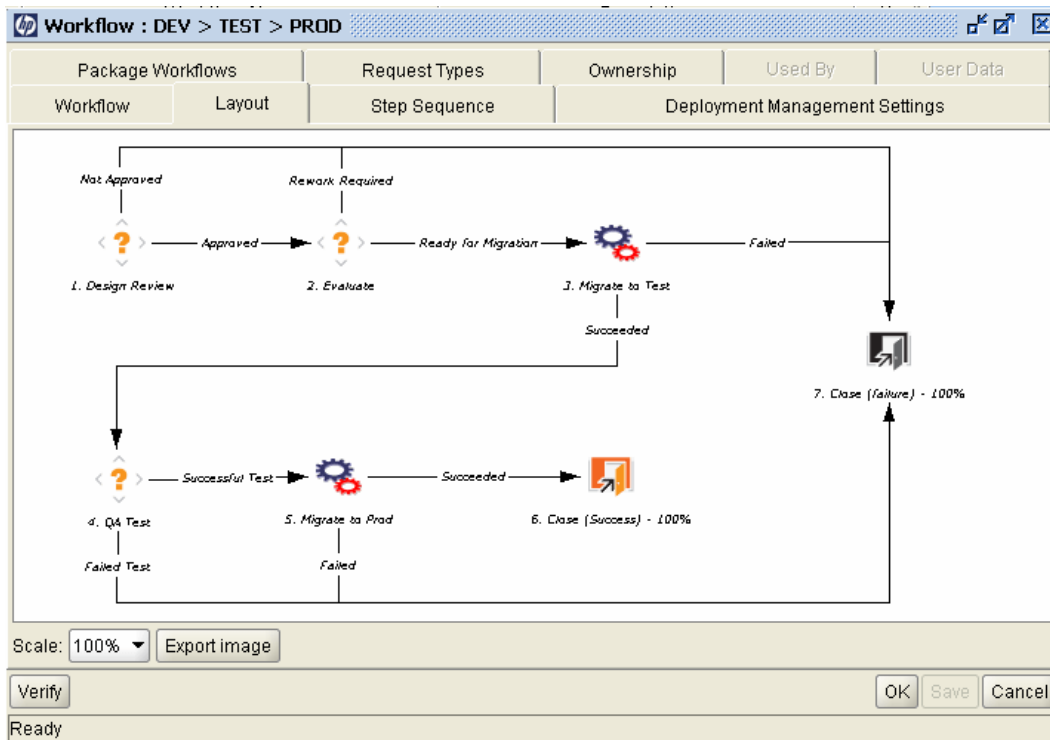 hp Workflow : DEV > TEST > PROD
Package Workflows Request Types Ownership Used By User Data
Workflow Layout Step Sequence Deployment Management Settings
Not Approved Rework Required
Approved Ready for Migration Failed
1. Design Review 2. Evaluate 3. Migrate to Test
Succeeded
7. Close (failure) - 100%
Successful Test Succeeded
4. QA Test 5. Migrate to Prod 6. Close (Success) - 100%
Failed Test Failed
Scale: 100% Export image
Verify OK Save Cancel
Ready